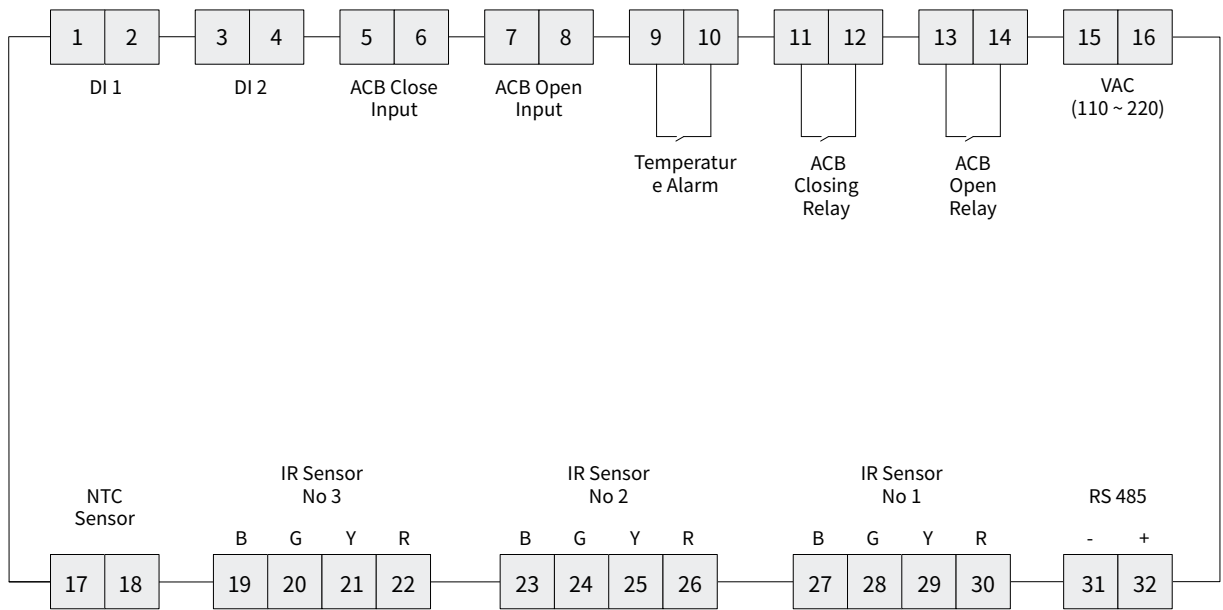 1 2 3 4 5 6 7 8 9 10 11 12 13 14 15 16
DI 1
DI 2
ACB Close
Input
ACB Open
Input
Temperatur
e Alarm
ACB
Closing
Relay
ACB
Open
Relay
VAC
(110 ~ 220)
NTC
Sensor
IR Sensor
No 3
B G Y R
IR Sensor
No 2
B G Y R
IR Sensor
No 1
B G Y R
RS 485
- +
17 18 19 20 21 22 23 24 25 26 27 28 29 30 31 32